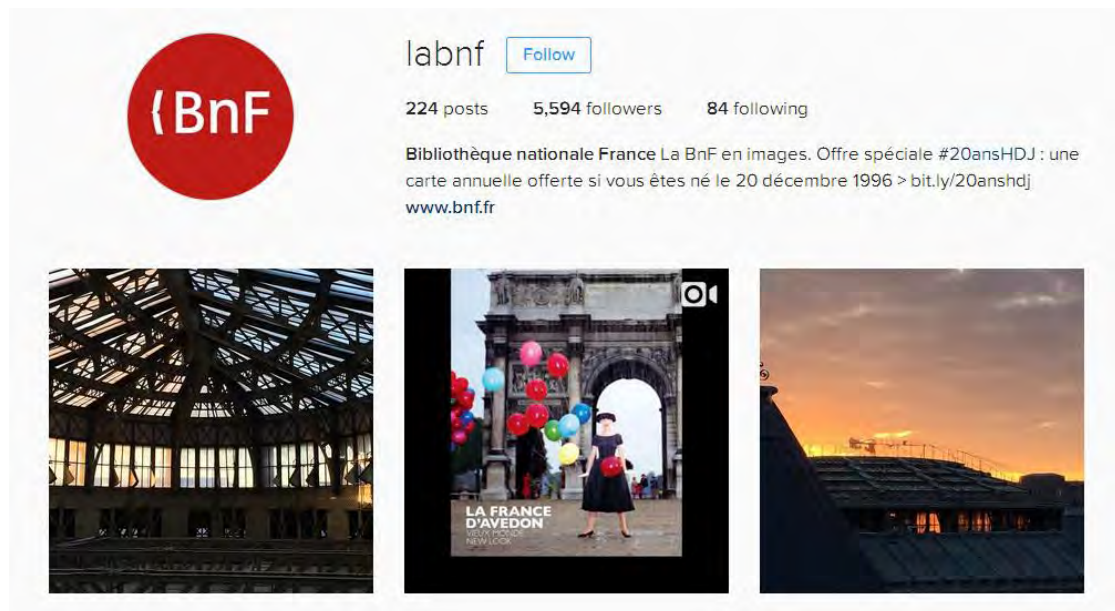 {BnF
labnf Follow
224 posts 5,594 followers 84 following
Bibliothèque nationale France La BnF en images. Offre spéciale #20ansHDJ : une
carte annuelle offerte si vous êtes né le 20 décembre 1996 > bit.ly/20anshdj
www.bnf.fr
LA FRANCE
D'AVEDON
VIEUX MONDE
NEW LOOK